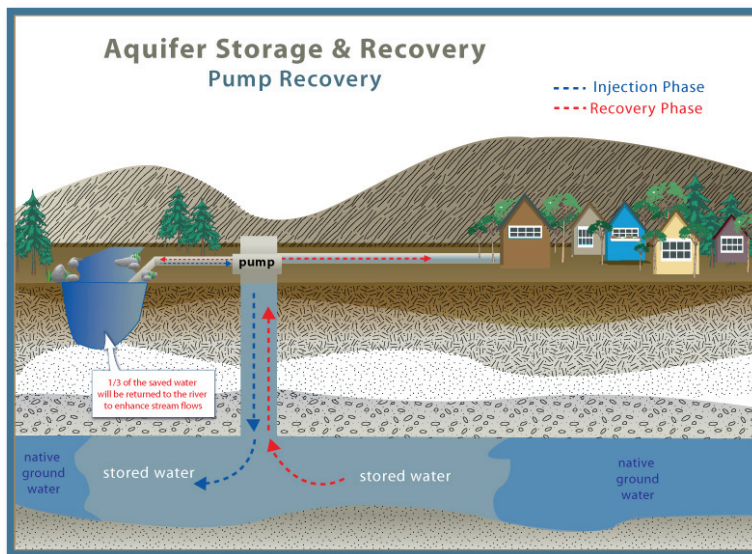 Aquifer Storage & Recovery
Pump Recovery
Injection Phase
Recovery Phase
pump
1/3 of the saved water
will be returned to the river
to enhance stream flows
native
ground
water
stored water
stored water
native
ground
water